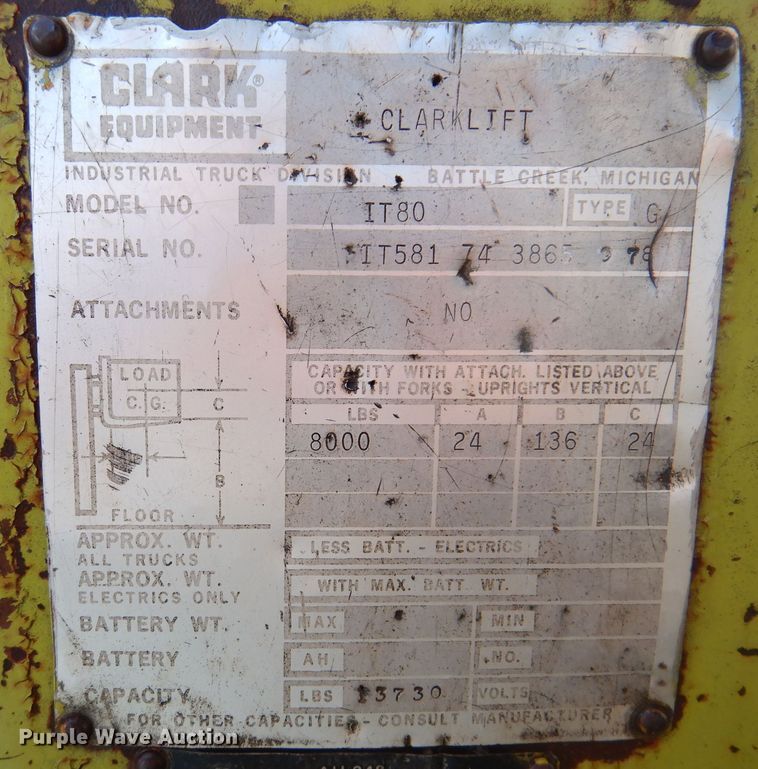 CLARK®
EQUIPMENT
CLARKLIFT
INDUSTRIAL TRUCK DIVISION BATTLE CREEK, MICHIGAN
MODEL NO. IT80 TYPE G
SERIAL NO. IT581 74 3865 9 78
ATTACHMENTS NO
LOAD
C.G.
C
B
FLOOR
CAPACITY WITH ATTACH. LISTED ABOVE
OR WITH FORKS - UPRIGHTS VERTICAL
LBS A B C
8000 24 136 24
APPROX. WT.
ALL TRUCKS
LESS BATT. - ELECTRICS
APPROX. WT.
ELECTRICS ONLY
WITH MAX. BATT. WT.
BATTERY WT. MAX MIN
BATTERY AH NO.
CAPACITY LBS 13730 VOLTS
FOR OTHER CAPACITIES - CONSULT MANUFACTURER
Purple Wave Auction